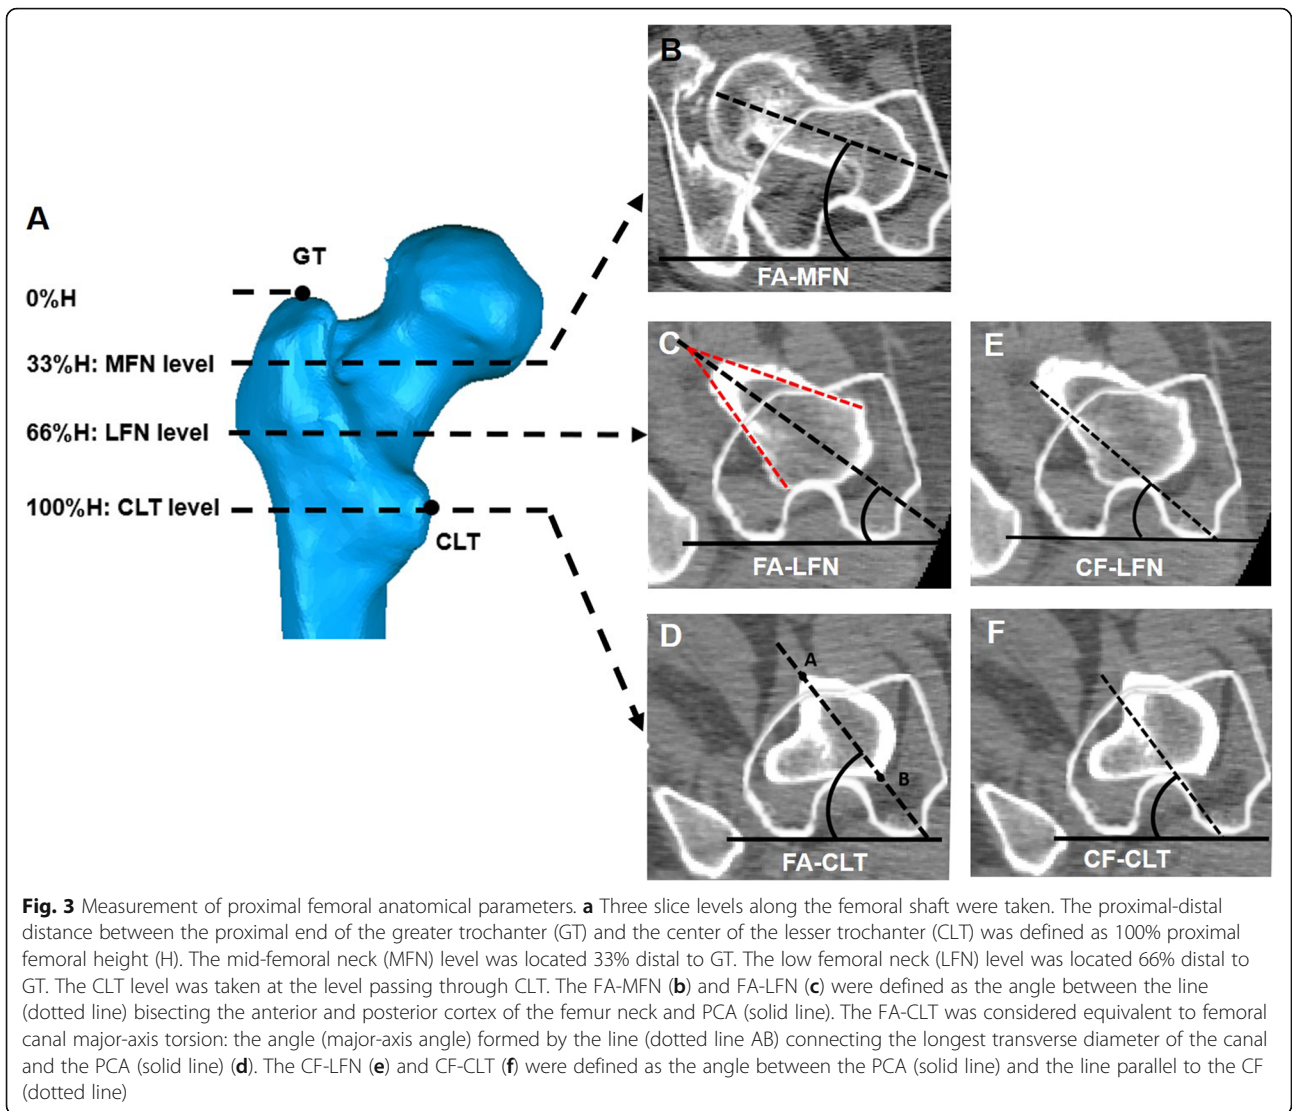 A
GT
0%H
33%H: MFN level
66%H: LFN level
100%H: CLT level
CLT
B
FA-MFN
C
FA-LFN
E
CF-LFN
D
A
B
FA-CLT
F
CF-CLT
Fig. 3 Measurement of proximal femoral anatomical parameters. a Three slice levels along the femoral shaft were taken. The proximal-distal
distance between the proximal end of the greater trochanter (GT) and the center of the lesser trochanter (CLT) was defined as 100% proximal
femoral height (H). The mid-femoral neck (MFN) level was located 33% distal to GT. The low femoral neck (LFN) level was located 66% distal to
GT. The CLT level was taken at the level passing through CLT. The FA-MFN (b) and FA-LFN (c) were defined as the angle between the line
(dotted line) bisecting the anterior and posterior cortex of the femur neck and PCA (solid line). The FA-CLT was considered equivalent to femoral
canal major-axis torsion: the angle (major-axis angle) formed by the line (dotted line AB) connecting the longest transverse diameter of the canal
and the PCA (solid line) (d). The CF-LFN (e) and CF-CLT (f) were defined as the angle between the PCA (solid line) and the line parallel to the CF
(dotted line)